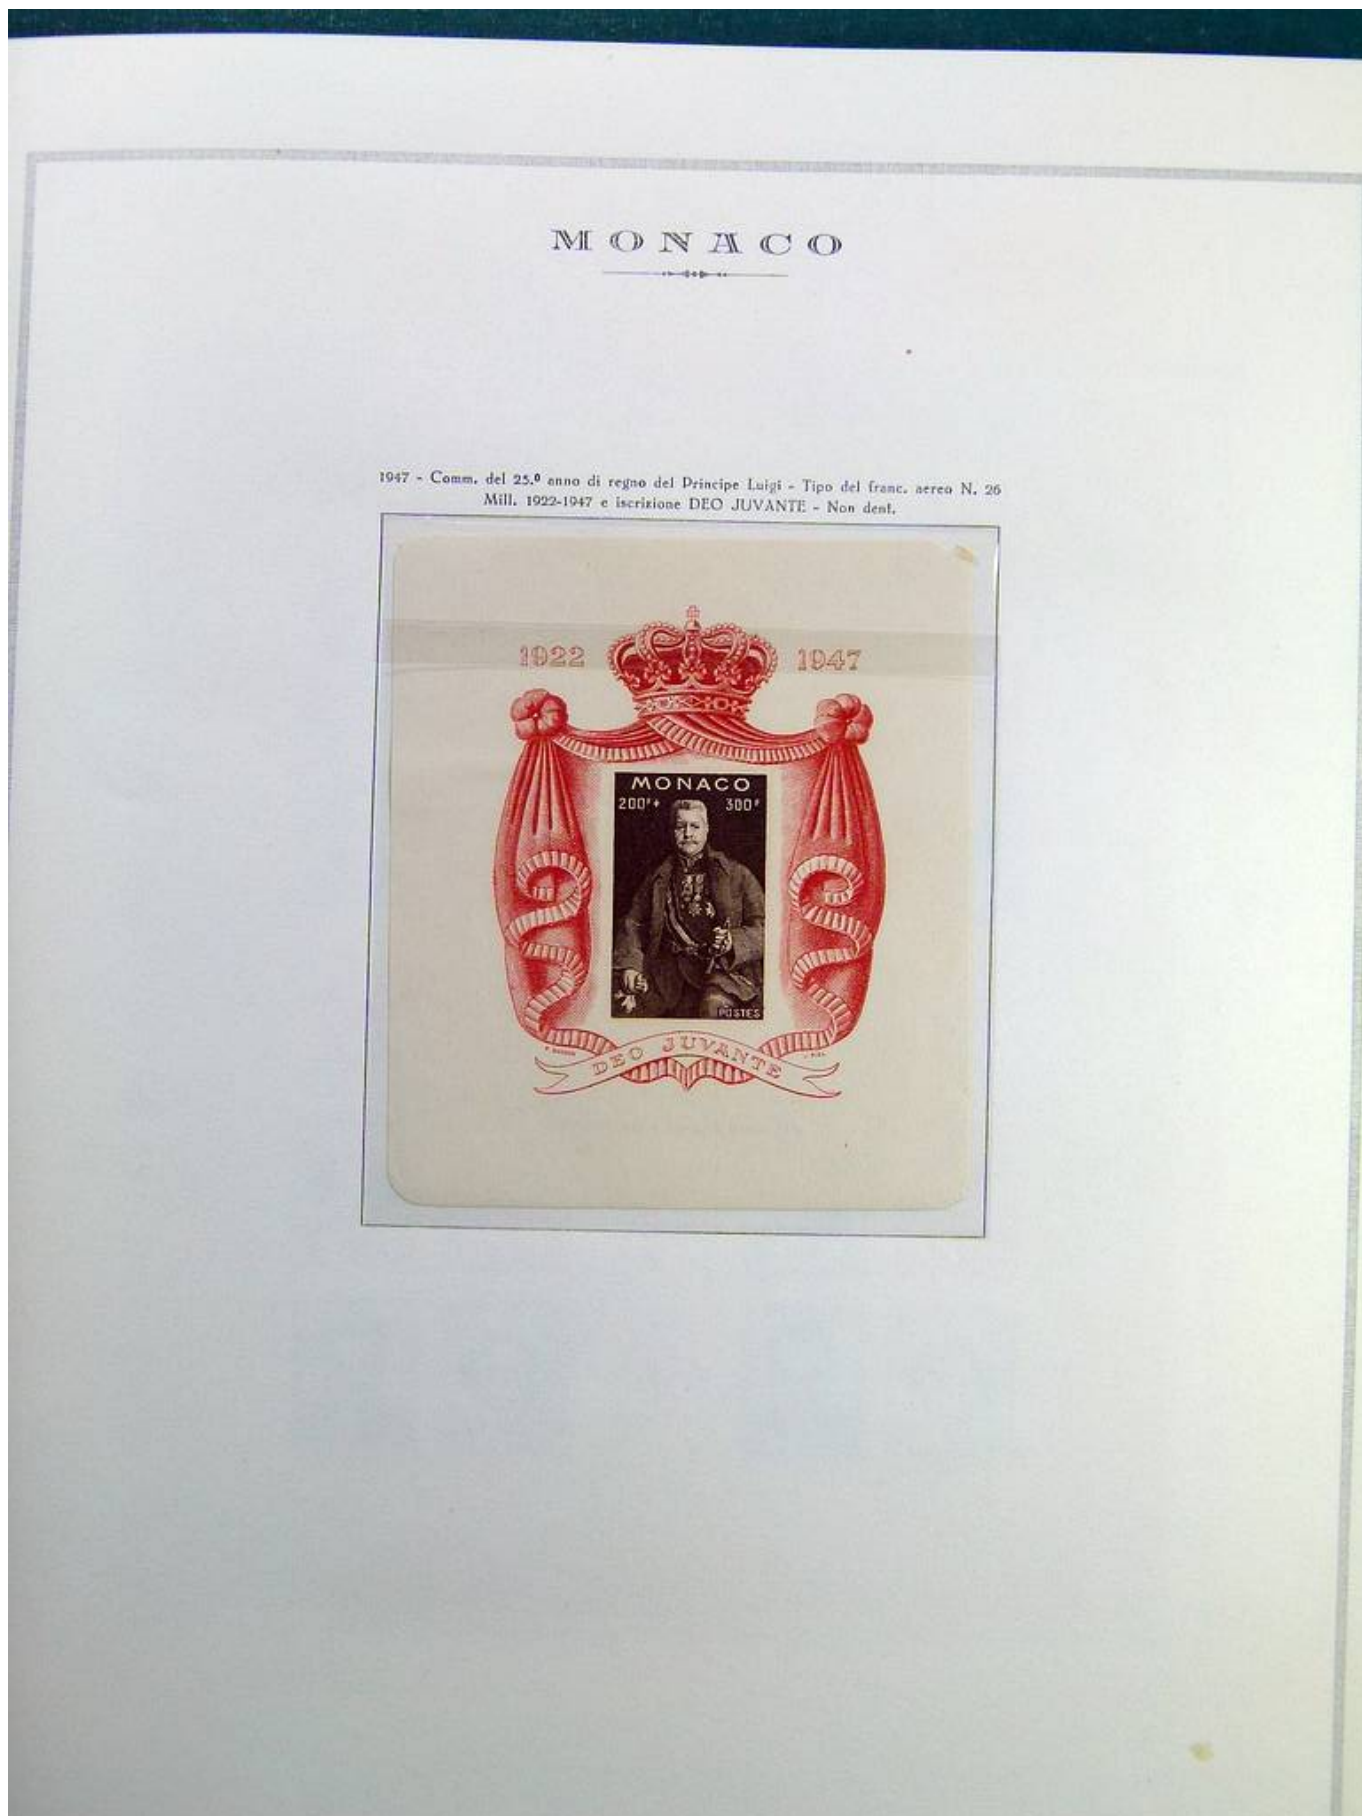 MONACO
1947 - Comm. del 25.º anno di regno del Principe Luigi - Tipo del franc. aereo N. 26
Mill. 1922-1947 e iscrizione DEO JUVANTE - Non dent.
1922 1947
MONACO
200F+ 300F
POSTES
DEO JUVANTE